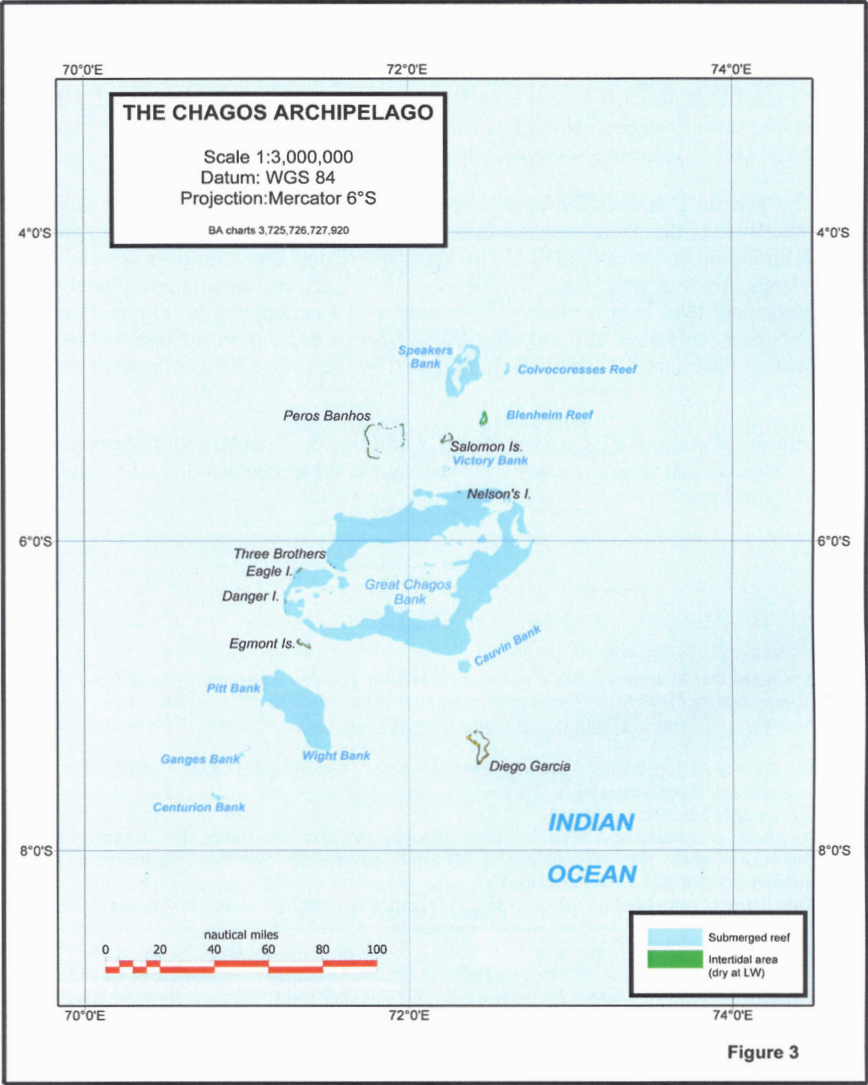 70°0'E 72°0'E 74°0'E
THE CHAGOS ARCHIPELAGO
Scale 1:3,000,000
Datum: WGS 84
Projection:Mercator 6°S
BA charts 3,725,726,727,920
4°0'S 4°0'S
Speakers
Bank
Colvocoresses Reef
Peros Banhos
Blenheim Reef
Salomon Is.
Victory Bank
Nelson's I.
6°0'S 6°0'S
Three Brothers
Eagle I.
Great Chagos
Bank
Danger I.
Egmont Is.
Cauvin Bank
Pitt Bank
Ganges Bank
Wight Bank
Diego Garcia
Centurion Bank
INDIAN
OCEAN
8°0'S 8°0'S
nautical miles
0 20 40 60 80 100
Submerged reef
Intertidal area
(dry at LW)
70°0'E 72°0'E 74°0'E
Figure 3